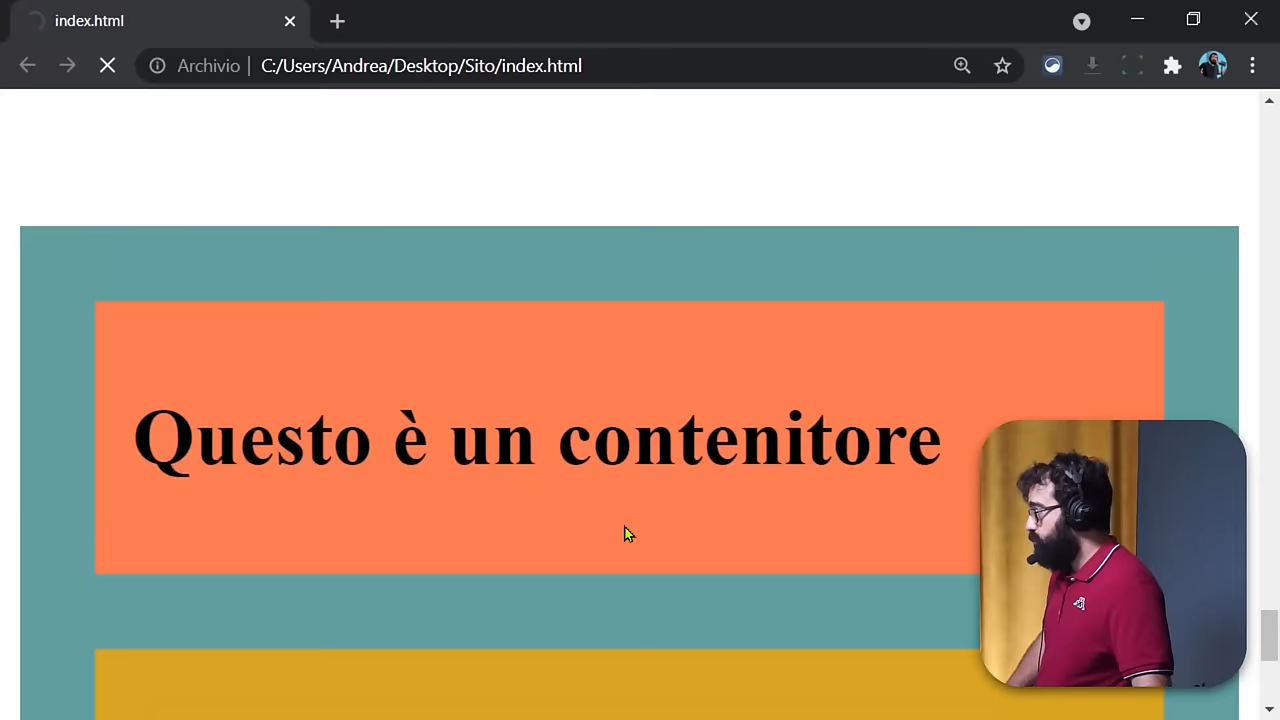 index.html
Archivio | C:/Users/Andrea/Desktop/Sito/index.html
Questo è un contenitore